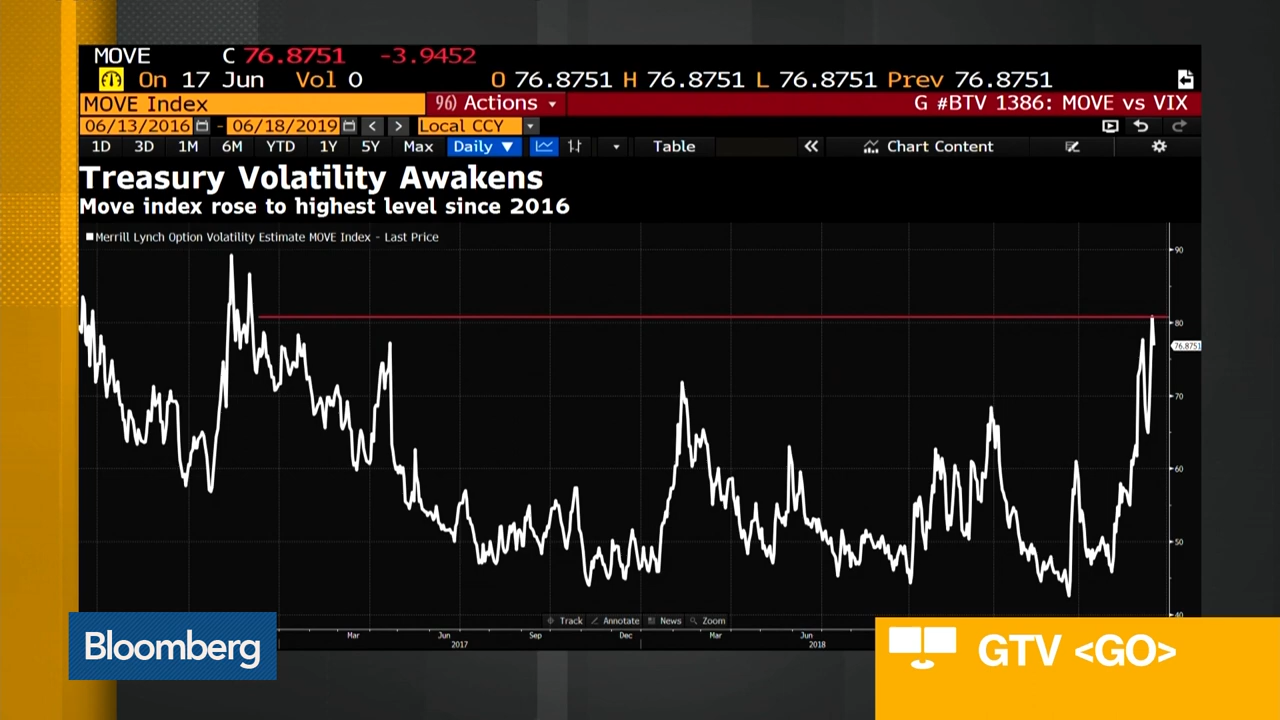 MOVE C 76.8751 -3.9452
On 17 Jun Vol 0 O 76.8751 H 76.8751 L 76.8751 Prev 76.8751
MOVE Index 96) Actions G #BTV 1386: MOVE vs VIX
06/13/2016 - 06/18/2019 < > Local CCY
1D 3D 1M 6M YTD 1Y 5Y Max Daily ▼ Table « Chart Content
Treasury Volatility Awakens
Move index rose to highest level since 2016
Merrill Lynch Option Volatility Estimate MOVE Index - Last Price
90
80
76.8751
70
60
50
40
Track Annotate News Zoom
Mar Jun Sep Dec Mar Jun
2017 2018
Bloomberg
GTV <GO>